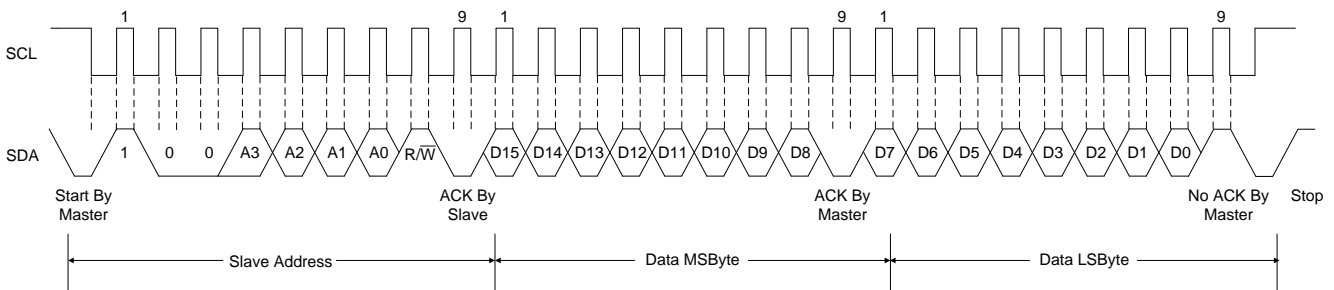 1 9 1 9 1 9
SCL
SDA 1 0 0 A3 A2 A1 A0 R/W̅ D15 D14 D13 D12 D11 D10 D9 D8 D7 D6 D5 D4 D3 D2 D1 D0
Start By ACK By ACK By No ACK By Stop
Master Slave Master Master
Slave Address Data MSByte Data LSByte